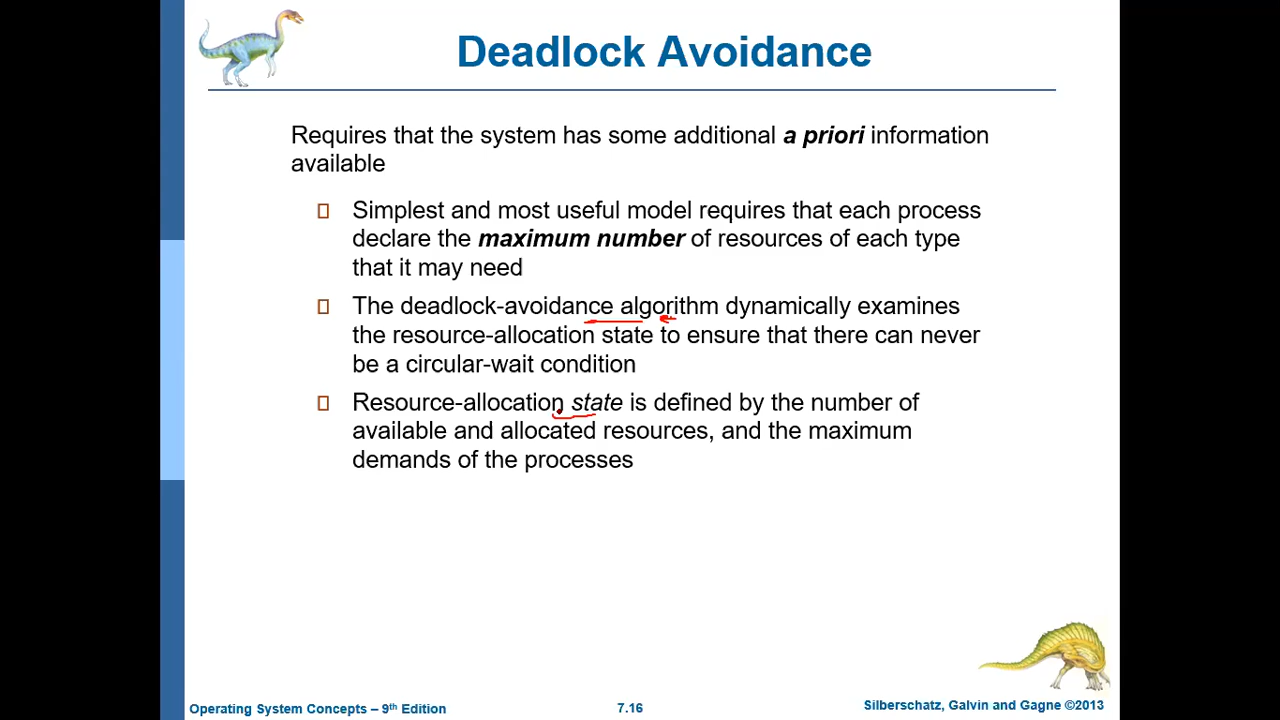 Deadlock Avoidance
Requires that the system has some additional a priori information
available
Simplest and most useful model requires that each process
declare the maximum number of resources of each type
that it may need
The deadlock-avoidance algorithm dynamically examines
the resource-allocation state to ensure that there can never
be a circular-wait condition
Resource-allocation state is defined by the number of
available and allocated resources, and the maximum
demands of the processes
Operating System Concepts – 9th Edition
7.16
Silberschatz, Galvin and Gagne ©2013